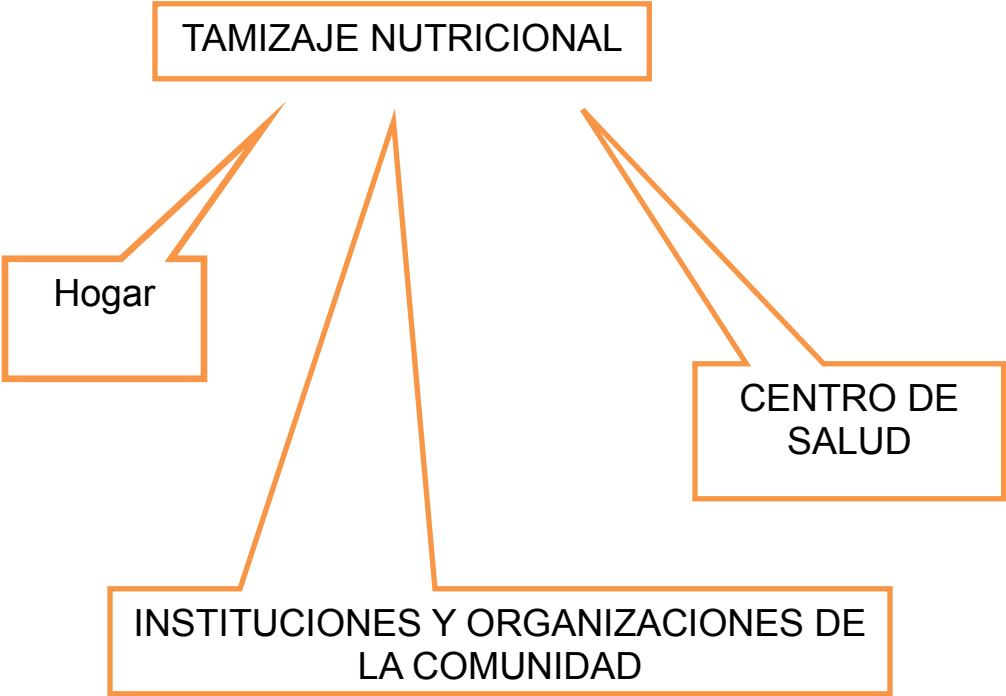 TAMIZAJE NUTRICIONAL
Hogar
CENTRO DE
SALUD
INSTITUCIONES Y ORGANIZACIONES DE
LA COMUNIDAD